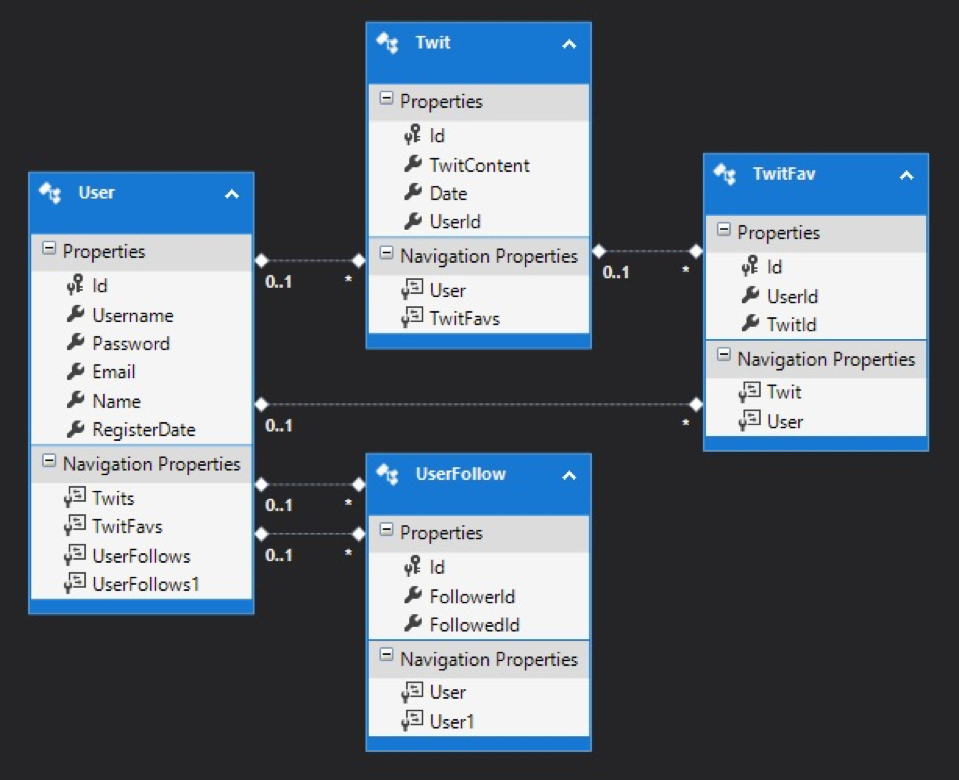 Twit
Properties
Id
TwitContent
Date
UserId
Navigation Properties
User
TwitFavs
User
Properties
Id
Username
Password
Email
Name
RegisterDate
Navigation Properties
Twits
TwitFavs
UserFollows
UserFollows1
0..1 *
0..1 *
0..1 *
0..1 *
0..1 *
TwitFav
Properties
Id
UserId
TwitId
Navigation Properties
Twit
User
UserFollow
Properties
Id
FollowerId
FollowedId
Navigation Properties
User
User1